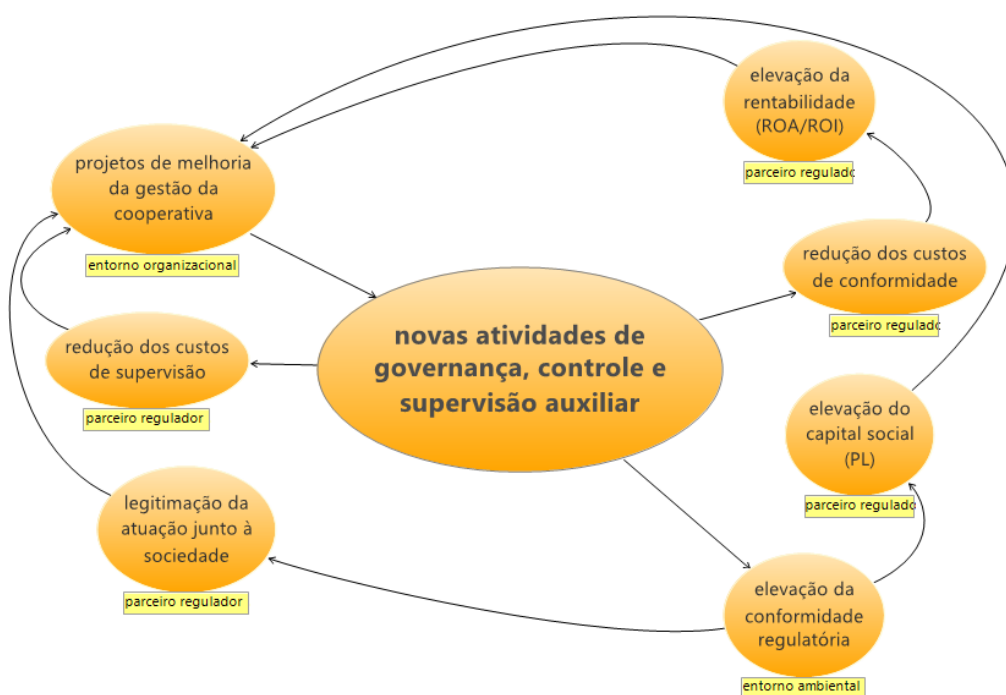 elevação da
rentabilidade
(ROA/ROI)
parceiro regulado
projetos de melhoria
da gestão da
cooperativa
entorno organizacional
redução dos custos
de conformidade
parceiro regulado
novas atividades de
governança, controle e
supervisão auxiliar
redução dos custos
de supervisão
parceiro regulador
elevação do
capital social
(PL)
parceiro regulado
legitimação da
atuação junto à
sociedade
parceiro regulador
elevação da
conformidade
regulatória
entorno ambiental